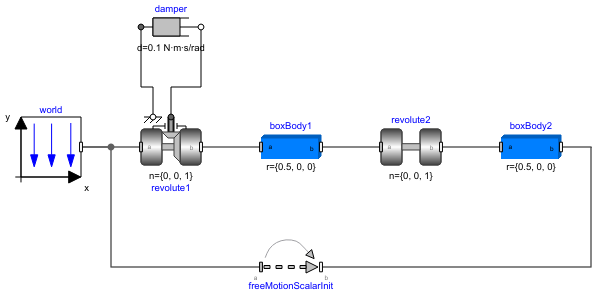 damper
d=0.1 N·m·s/rad
world
y
x
a
b
n={0, 0, 1}
revolute1
boxBody1
a
b
r={0.5, 0, 0}
revolute2
a
b
n={0, 0, 1}
boxBody2
a
b
r={0.5, 0, 0}
a
b
freeMotionScalarInit